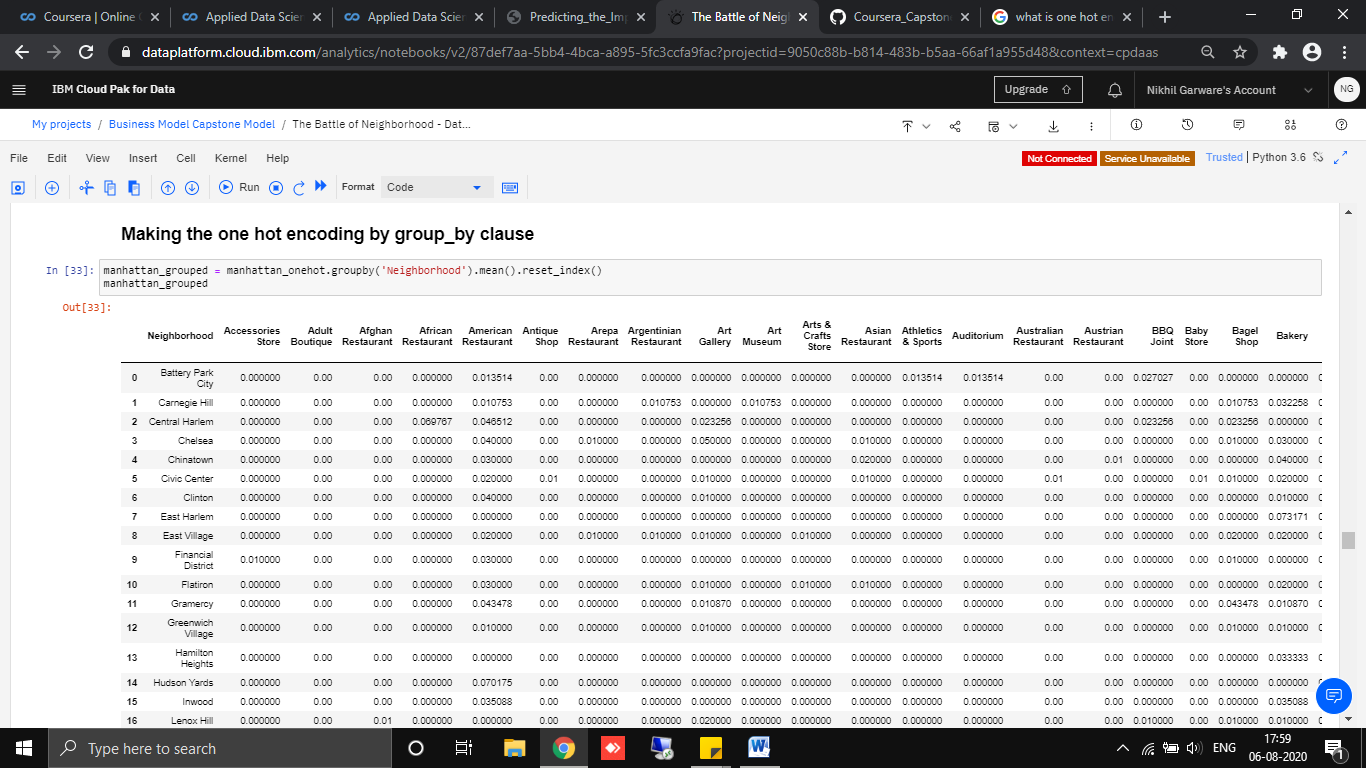 Coursera | Online
Applied Data Scien
Applied Data Scien
Predicting_the_Im
The Battle of Neigh
Coursera_Capston
what is one hot en
dataplatform.cloud.ibm.com/analytics/notebooks/v2/87def7aa-5bb4-4bca-a895-5fc3ccfa9fac?projectid=9050c88b-b814-483b-b5aa-66af1a955d48&context=cpdaas
IBM Cloud Pak for Data
Upgrade
Nikhil Garware's Account
NG
My projects / Business Model Capstone Model / The Battle of Neighborhood - Dat...
File Edit View Insert Cell Kernel Help
Not Connected Service Unavailable Trusted | Python 3.6
Run Format Code
Making the one hot encoding by group_by clause
In [33]: manhattan_grouped = manhattan_onehot.groupby('Neighborhood').mean().reset_index()
manhattan_grouped
Out[33]:
Neighborhood Accessories Store Adult Boutique Afghan Restaurant African Restaurant American Restaurant Antique Shop Arepa Restaurant Argentinian Restaurant Art Gallery Art Museum Arts & Crafts Store Asian Restaurant Athletics & Sports Auditorium Australian Restaurant Austrian Restaurant BBQ Joint Baby Store Bagel Shop Bakery
0 Battery Park City 0.000000 0.00 0.00 0.000000 0.013514 0.00 0.000000 0.000000 0.000000 0.000000 0.000000 0.000000 0.013514 0.013514 0.00 0.00 0.027027 0.00 0.000000 0.000000
1 Carnegie Hill 0.000000 0.00 0.00 0.000000 0.010753 0.00 0.000000 0.010753 0.000000 0.010753 0.000000 0.000000 0.000000 0.000000 0.00 0.00 0.000000 0.00 0.010753 0.032258
2 Central Harlem 0.000000 0.00 0.00 0.069767 0.046512 0.00 0.000000 0.000000 0.023256 0.000000 0.000000 0.000000 0.000000 0.000000 0.00 0.00 0.023256 0.00 0.023256 0.000000
3 Chelsea 0.000000 0.00 0.00 0.000000 0.040000 0.00 0.010000 0.000000 0.050000 0.000000 0.000000 0.010000 0.000000 0.000000 0.00 0.00 0.000000 0.00 0.010000 0.030000
4 Chinatown 0.000000 0.00 0.00 0.000000 0.030000 0.00 0.000000 0.000000 0.000000 0.000000 0.000000 0.020000 0.000000 0.000000 0.00 0.01 0.000000 0.00 0.000000 0.040000
5 Civic Center 0.000000 0.00 0.00 0.000000 0.020000 0.01 0.000000 0.000000 0.010000 0.000000 0.000000 0.010000 0.000000 0.000000 0.01 0.00 0.000000 0.01 0.010000 0.020000
6 Clinton 0.000000 0.00 0.00 0.000000 0.040000 0.00 0.000000 0.000000 0.010000 0.000000 0.000000 0.000000 0.000000 0.000000 0.00 0.00 0.000000 0.00 0.000000 0.010000
7 East Harlem 0.000000 0.00 0.00 0.000000 0.000000 0.00 0.000000 0.000000 0.000000 0.000000 0.000000 0.000000 0.000000 0.000000 0.00 0.00 0.000000 0.00 0.000000 0.073171
8 East Village 0.000000 0.00 0.00 0.000000 0.020000 0.00 0.010000 0.010000 0.010000 0.000000 0.010000 0.000000 0.000000 0.000000 0.00 0.00 0.000000 0.00 0.020000 0.020000
9 Financial District 0.010000 0.00 0.00 0.000000 0.030000 0.00 0.000000 0.000000 0.000000 0.000000 0.000000 0.000000 0.000000 0.000000 0.00 0.00 0.000000 0.00 0.010000 0.000000
10 Flatiron 0.000000 0.00 0.00 0.000000 0.030000 0.00 0.000000 0.000000 0.010000 0.000000 0.010000 0.010000 0.000000 0.000000 0.00 0.00 0.000000 0.00 0.000000 0.020000
11 Gramercy 0.000000 0.00 0.00 0.000000 0.043478 0.00 0.000000 0.000000 0.010870 0.000000 0.000000 0.000000 0.000000 0.000000 0.00 0.00 0.000000 0.00 0.043478 0.010870
12 Greenwich Village 0.000000 0.00 0.00 0.000000 0.010000 0.00 0.000000 0.000000 0.010000 0.000000 0.000000 0.000000 0.000000 0.000000 0.00 0.00 0.000000 0.00 0.010000 0.010000
13 Hamilton Heights 0.000000 0.00 0.00 0.000000 0.000000 0.00 0.000000 0.000000 0.000000 0.000000 0.000000 0.000000 0.000000 0.000000 0.00 0.00 0.000000 0.00 0.000000 0.033333
14 Hudson Yards 0.000000 0.00 0.00 0.000000 0.070175 0.00 0.000000 0.000000 0.000000 0.000000 0.000000 0.000000 0.000000 0.000000 0.00 0.00 0.000000 0.00 0.000000 0.000000
15 Inwood 0.000000 0.00 0.00 0.000000 0.035088 0.00 0.000000 0.000000 0.000000 0.000000 0.000000 0.000000 0.000000 0.000000 0.00 0.00 0.000000 0.00 0.000000 0.035088
16 Lenox Hill 0.000000 0.00 0.01 0.000000 0.000000 0.00 0.000000 0.000000 0.020000 0.000000 0.000000 0.000000 0.000000 0.000000 0.00 0.00 0.010000 0.00 0.010000 0.010000
Type here to search
ENG
17:59
06-08-2020
1